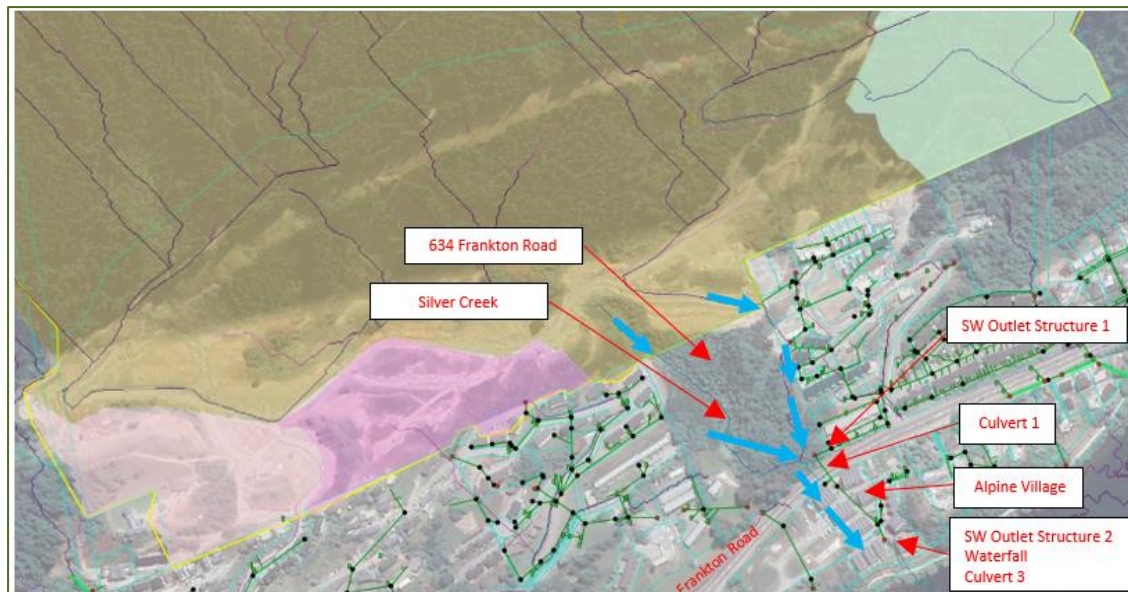 634 Frankton Road
Silver Creek
SW Outlet Structure 1
Culvert 1
Alpine Village
SW Outlet Structure 2
Waterfall
Culvert 3
Frankton Road